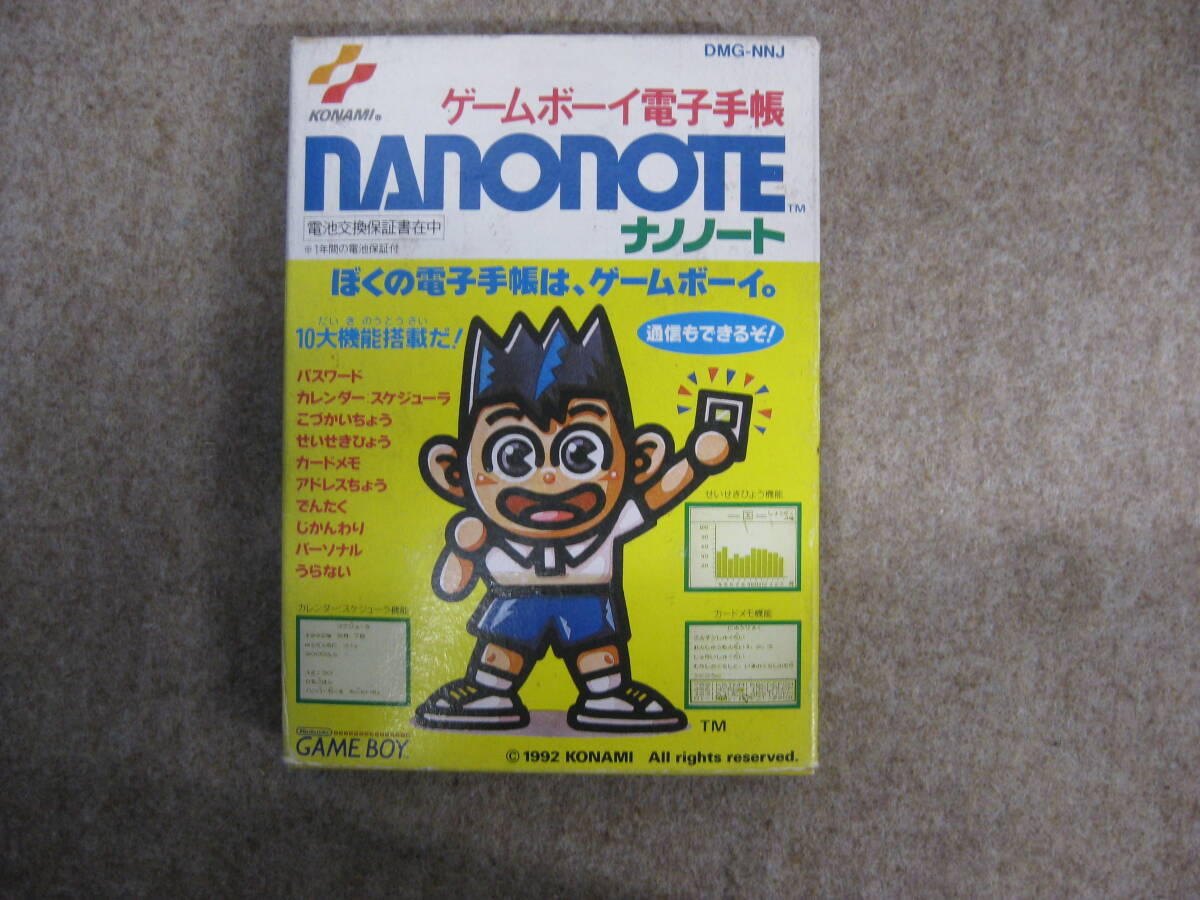 DMG-NNJ
KONAMI®
ゲームボーイ電子手帳
NANONOTE™
ナノノート
電池交換保証書在中
※1年間の電池保証付
ぼくの電子手帳は、ゲームボーイ。
だい き のうとうさい
10大機能搭載だ!
通信もできるぞ!
パスワード
カレンダー:スケジューラ
こづかいちょう
せいせきひょう
カードメモ
アドレスちょう
でんたく
じかんわり
パーソナル
うらない
せいせきひょう機能
カレンダー:スケジューラ機能
カードメモ機能
スケジューラ
TM
Nintendo
GAME BOY
© 1992 KONAMI All rights reserved.